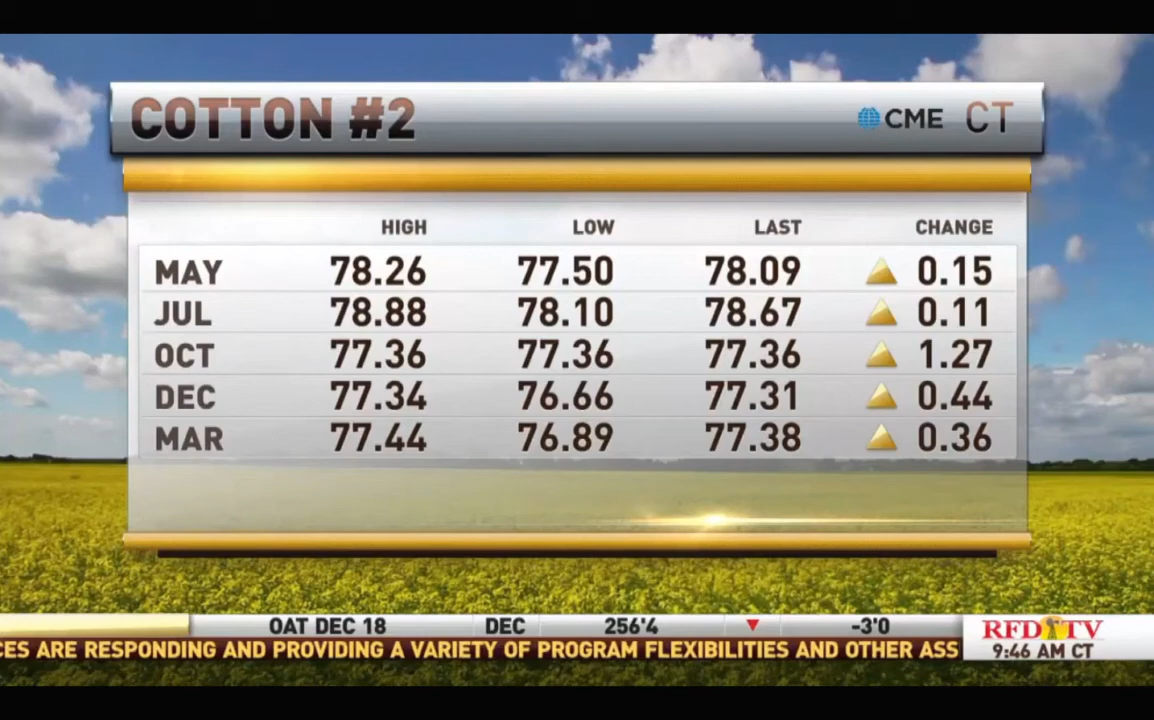 COTTON #2 CME CT
HIGH LOW LAST CHANGE
MAY 78.26 77.50 78.09 ▲ 0.15
JUL 78.88 78.10 78.67 ▲ 0.11
OCT 77.36 77.36 77.36 ▲ 1.27
DEC 77.34 76.66 77.31 ▲ 0.44
MAR 77.44 76.89 77.38 ▲ 0.36
OAT DEC 18 DEC 256'4 ▼ -3'0
RFD TV
CES ARE RESPONDING AND PROVIDING A VARIETY OF PROGRAM FLEXIBILITIES AND OTHER ASS
9:46 AM CT